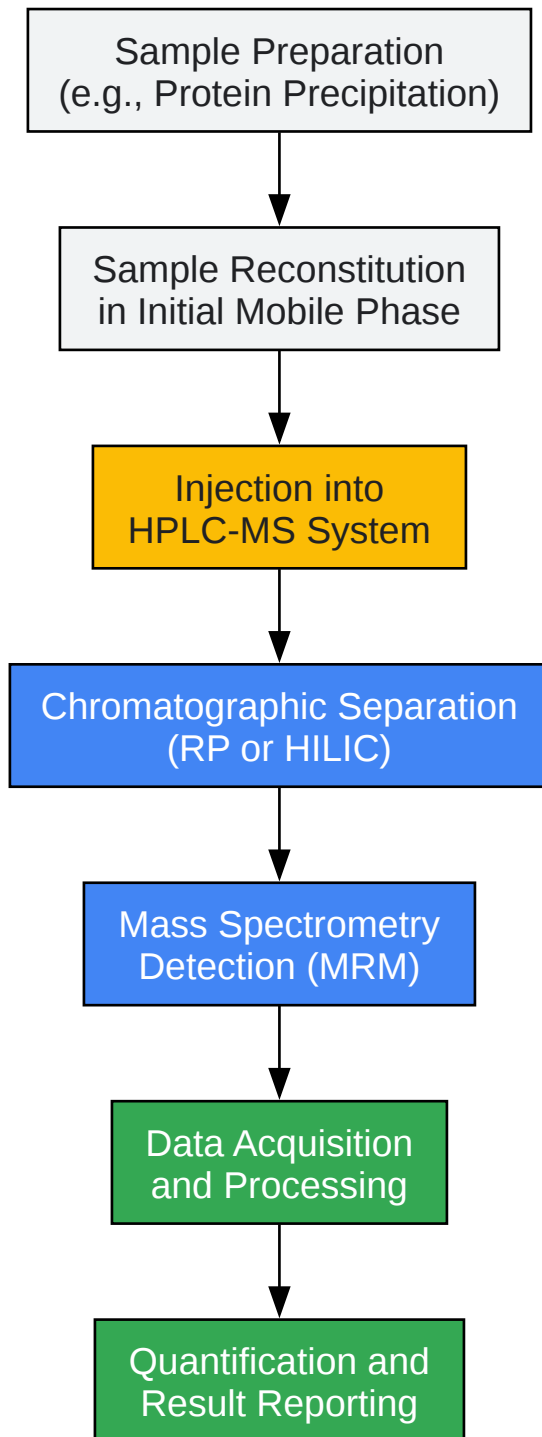 Sample Preparation
(e.g., Protein Precipitation)
Sample Reconstitution
in Initial Mobile Phase
Injection into
HPLC-MS System
Chromatographic Separation
(RP or HILIC)
Mass Spectrometry
Detection (MRM)
Data Acquisition
and Processing
Quantification and
Result Reporting